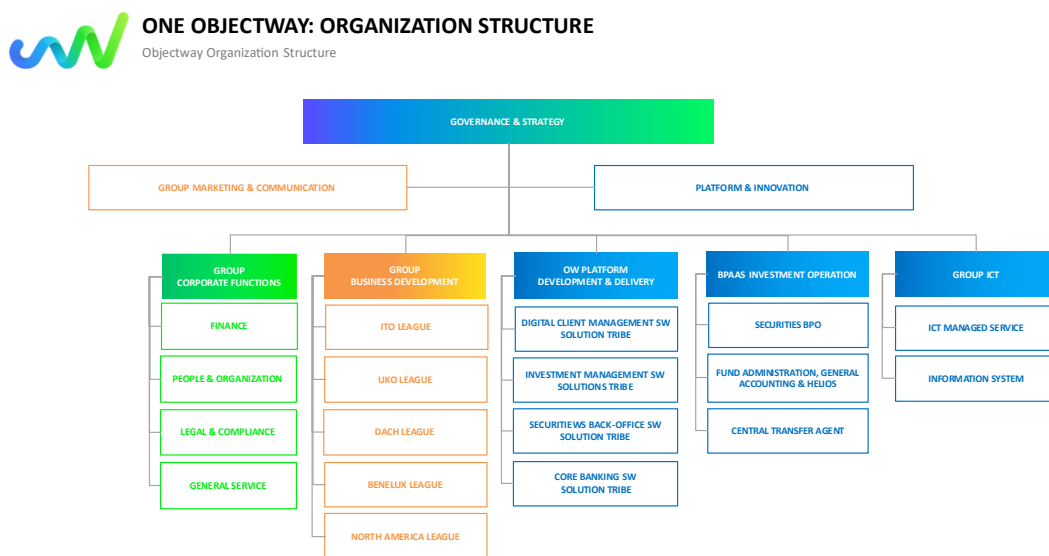 ONE OBJECTWAY: ORGANIZATION STRUCTURE
Objectway Organization Structure
GOVERNANCE & STRATEGY
GROUP MARKETING & COMMUNICATION
PLATFORM & INNOVATION
GROUP
CORPORATE FUNCTIONS
FINANCE
PEOPLE & ORGANIZATION
LEGAL & COMPLIANCE
GENERAL SERVICE
GROUP
BUSINESS DEVELOPMENT
ITO LEAGUE
UKO LEAGUE
DACH LEAGUE
BENELUX LEAGUE
NORTH AMERICA LEAGUE
OW PLATFORM
DEVELOPMENT & DELIVERY
DIGITAL CLIENT MANAGEMENT SW
SOLUTION TRIBE
INVESTMENT MANAGEMENT SW
SOLUTIONS TRIBE
SECURITIEWS BACK-OFFICE SW
SOLUTION TRIBE
CORE BANKING SW
SOLUTION TRIBE
BPAAS INVESTMENT OPERATION
SECURITIES BPO
FUND ADMINISTRATION, GENERAL
ACCOUNTING & HELIOS
CENTRAL TRANSFER AGENT
GROUP ICT
ICT MANAGED SERVICE
INFORMATION SYSTEM